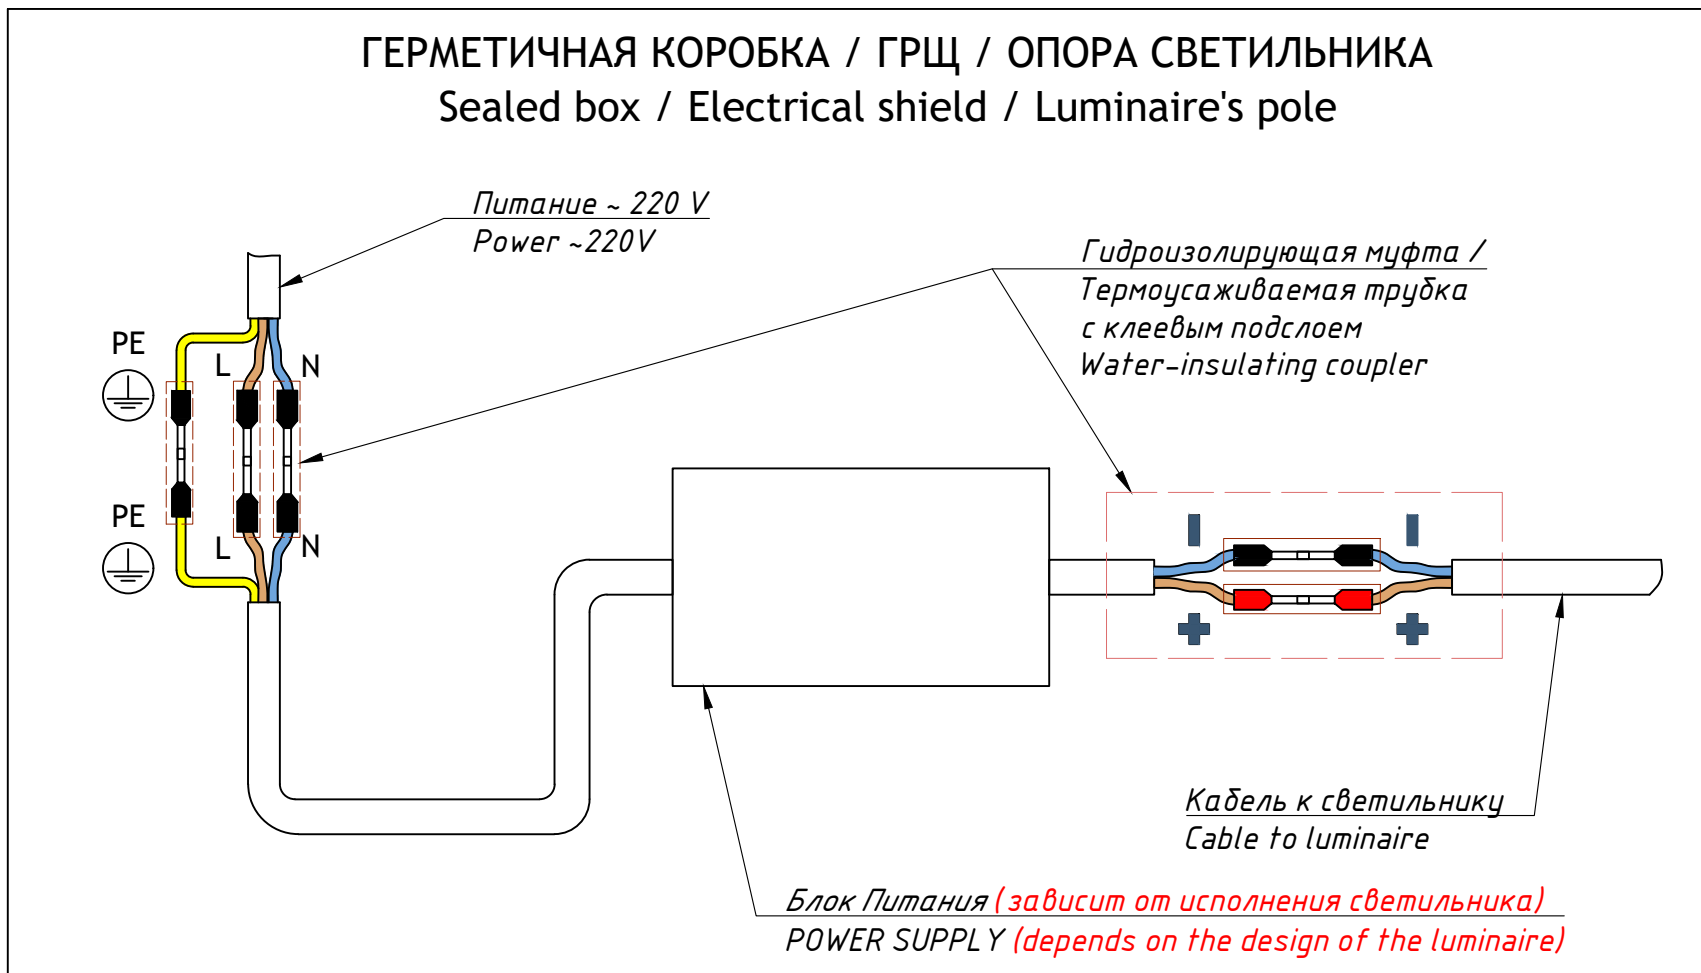 ГЕРМЕТИЧНАЯ КОРОБКА / ГРЩ / ОПОРА СВЕТИЛЬНИКА
Sealed box / Electrical shield / Luminaire's pole
Питание ~ 220 V
Power ~220V
Гидроизолирующая муфта /
Термоусаживаемая трубка
с клеевым подслоем
Water-insulating coupler
PE
L
N
PE
L
N
Кабель к светильнику
Cable to luminaire
Блок Питания (зависит от исполнения светильника)
POWER SUPPLY (depends on the design of the luminaire)